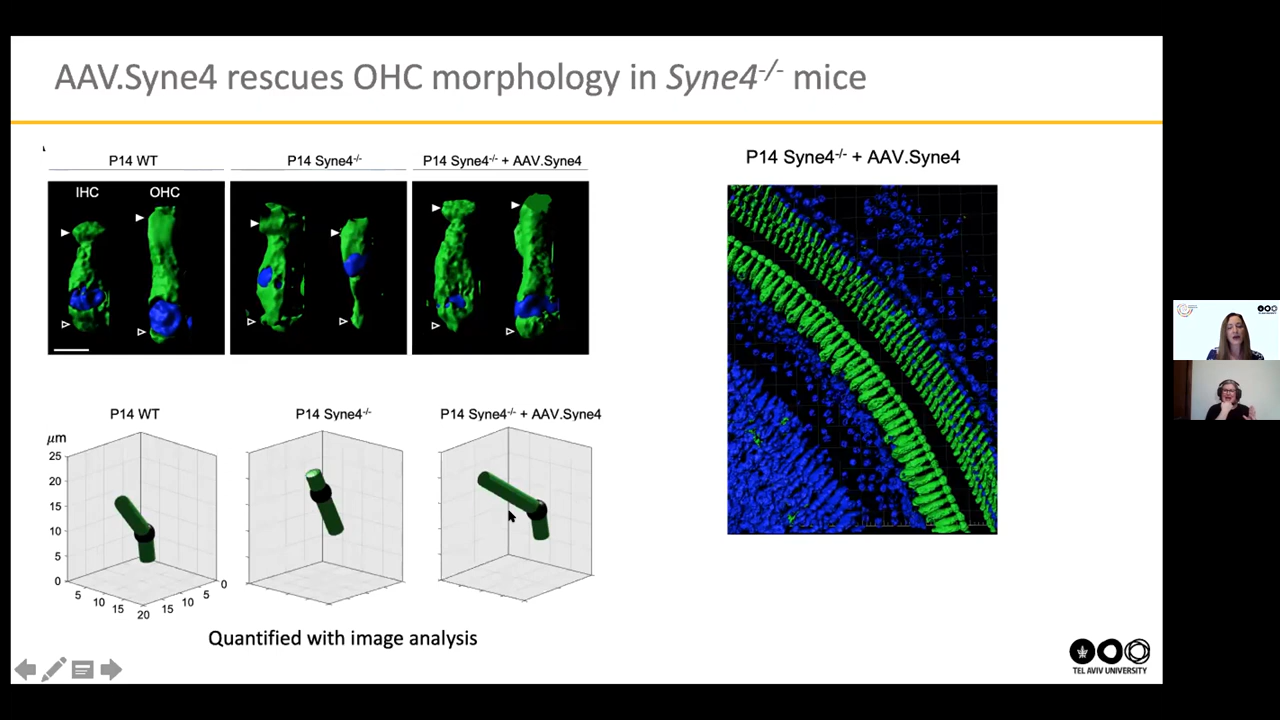 AAV.Syne4 rescues OHC morphology in Syne4-/- mice
P14 WT
P14 Syne4-/-
P14 Syne4-/- + AAV.Syne4
IHC
OHC
P14 Syne4-/- + AAV.Syne4
P14 WT
P14 Syne4-/-
P14 Syne4-/- + AAV.Syne4
μm
25
20
15
10
5
0
5
10
15
20
15
10
5
0
Quantified with image analysis
TEL AVIV UNIVERSITY